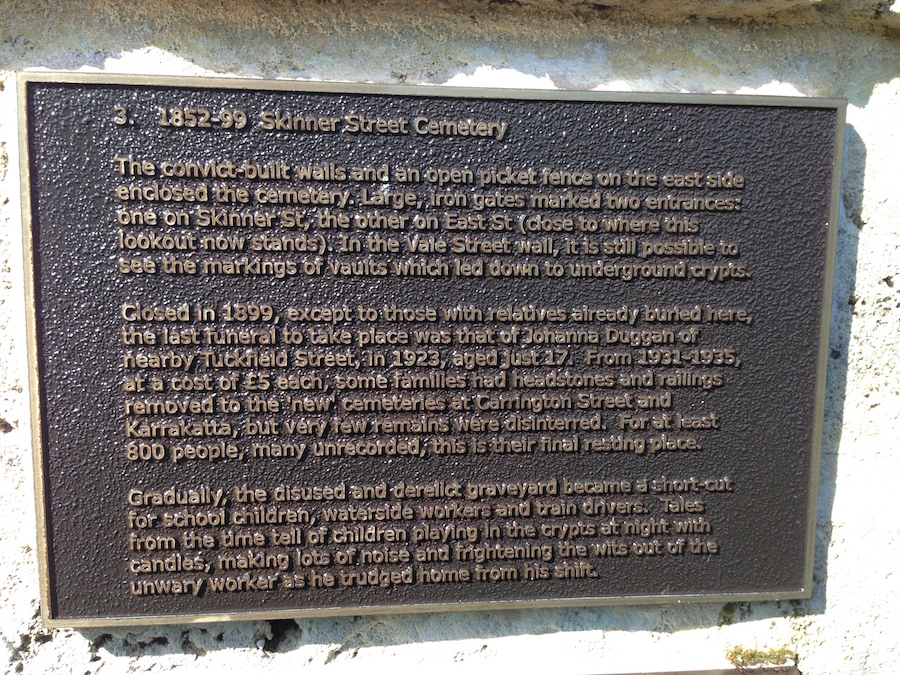 3. 1852-99 Skinner Street Cemetery
The convict-built walls and an open picket fence on the east side
enclosed the cemetery. Large, iron gates marked two entrances:
one on Skinner St, the other on East St (close to where this
lookout now stands). In the Vale Street wall, it is still possible to
see the markings of vaults which led down to underground crypts.
Closed in 1899, except to those with relatives already buried here,
the last funeral to take place was that of Johanna Duggan of
nearby Tuckfield Street, in 1923, aged just 17. From 1931-1935,
at a cost of £5 each, some families had headstones and railings
removed to the 'new' cemeteries at Carrington Street and
Karrakatta, but very few remains were disinterred. For at least
800 people, many unrecorded, this is their final resting place.
Gradually, the disused and derelict graveyard became a short-cut
for school children, waterside workers and train drivers. Tales
from the time tell of children playing in the crypts at night with
candles, making lots of noise and frightening the wits out of the
unwary worker as he trudged home from his shift.